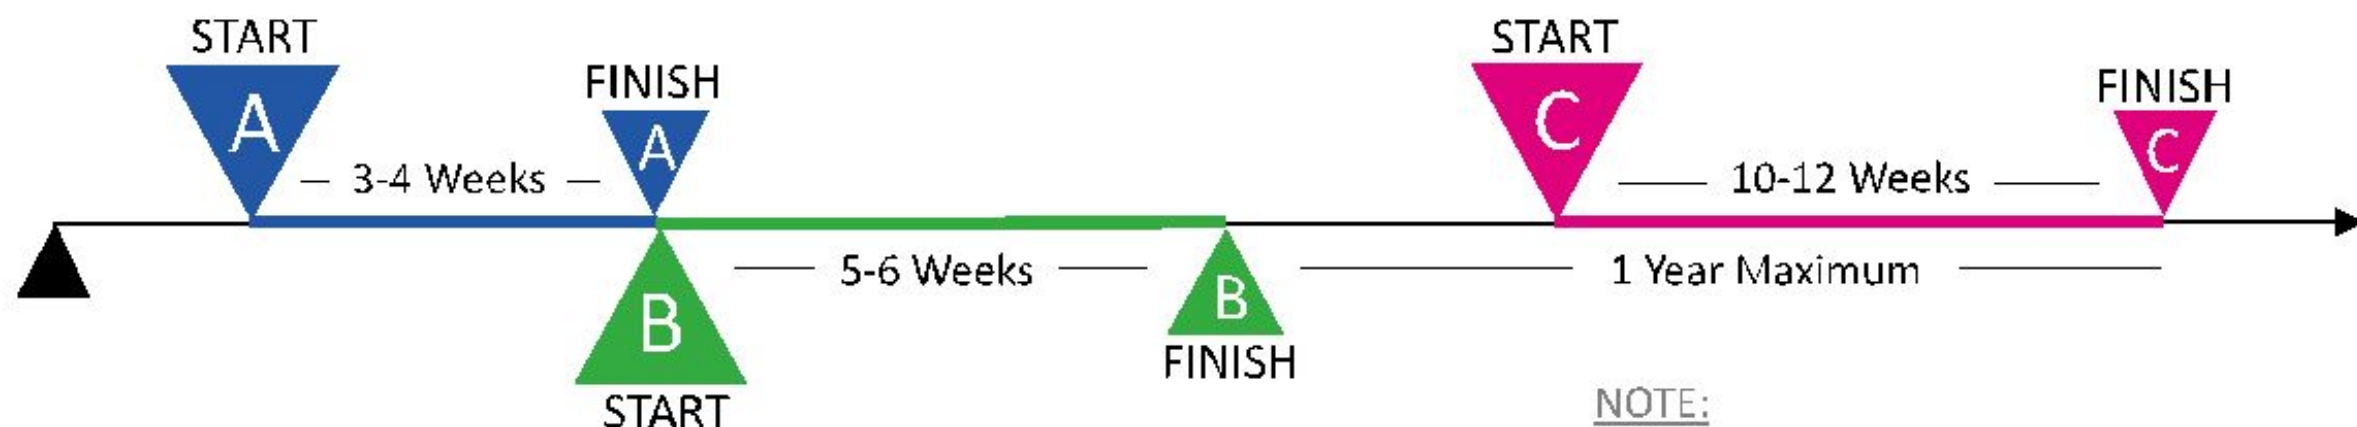 START
START
FINISH
FINISH
A
C
A
C
3-4 Weeks
10-12 Weeks
5-6 Weeks
1 Year Maximum
B
B
FINISH
START
NOTE: